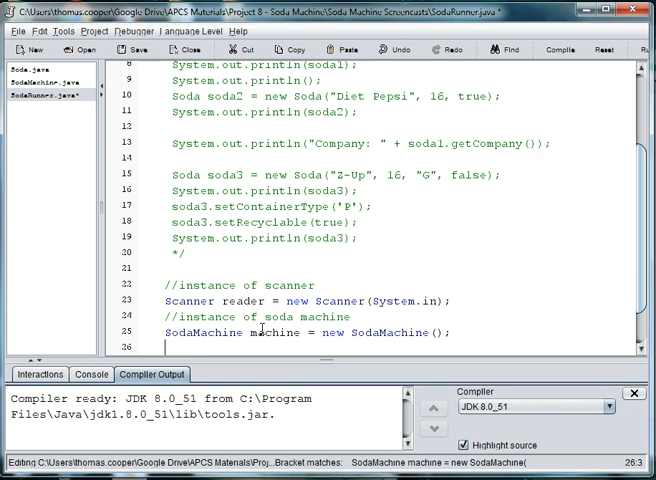 C:\Users\thomas.cooper\Google Drive\APCS Materials\Project 8 - Soda Machine\Soda Machine Screencasts\SodaRunner.java *
File Edit Tools Project Debugger Language Level Help
New Open Save Close Cut Copy Paste Undo Redo Find Compile Reset Ru
Soda.java
SodaMachine.java
SodaRunner.java*
8 System.out.println(soda1);
9 System.out.println();
10 Soda soda2 = new Soda("Diet Pepsi", 16, true);
11 System.out.println(soda2);
12
13 System.out.println("Company: " + soda1.getCompany());
14
15 Soda soda3 = new Soda("Z-Up", 16, "G", false);
16 System.out.println(soda3);
17 soda3.setContainerType('P');
18 soda3.setRecyclable(true);
19 System.out.println(soda3);
20 */
21
22 //instance of scanner
23 Scanner reader = new Scanner(System.in);
24 //instance of soda machine
25 SodaMachine machine = new SodaMachine();
26
Interactions Console Compiler Output
Compiler ready: JDK 8.0_51 from C:\Program
Files\Java\jdk1.8.0_51\lib\tools.jar.
Compiler
JDK 8.0_51
Highlight source
Editing C:\Users\thomas.cooper\Google Drive\APCS Materials\Proj...Bracket matches: SodaMachine machine = new SodaMachine( 26:3